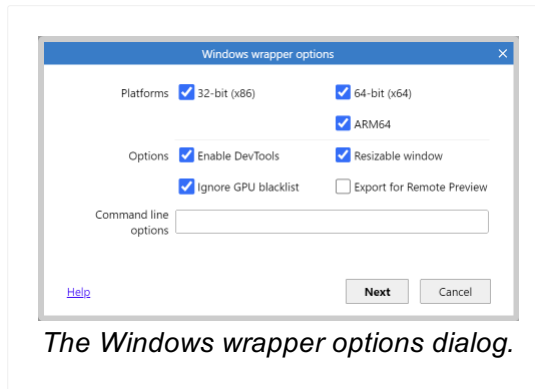 Windows wrapper options
Platforms 32-bit (x86) 64-bit (x64)
ARM64
Options Enable DevTools Resizable window
Ignore GPU blacklist Export for Remote Preview
Command line
options
Help Next Cancel
The Windows wrapper options dialog.